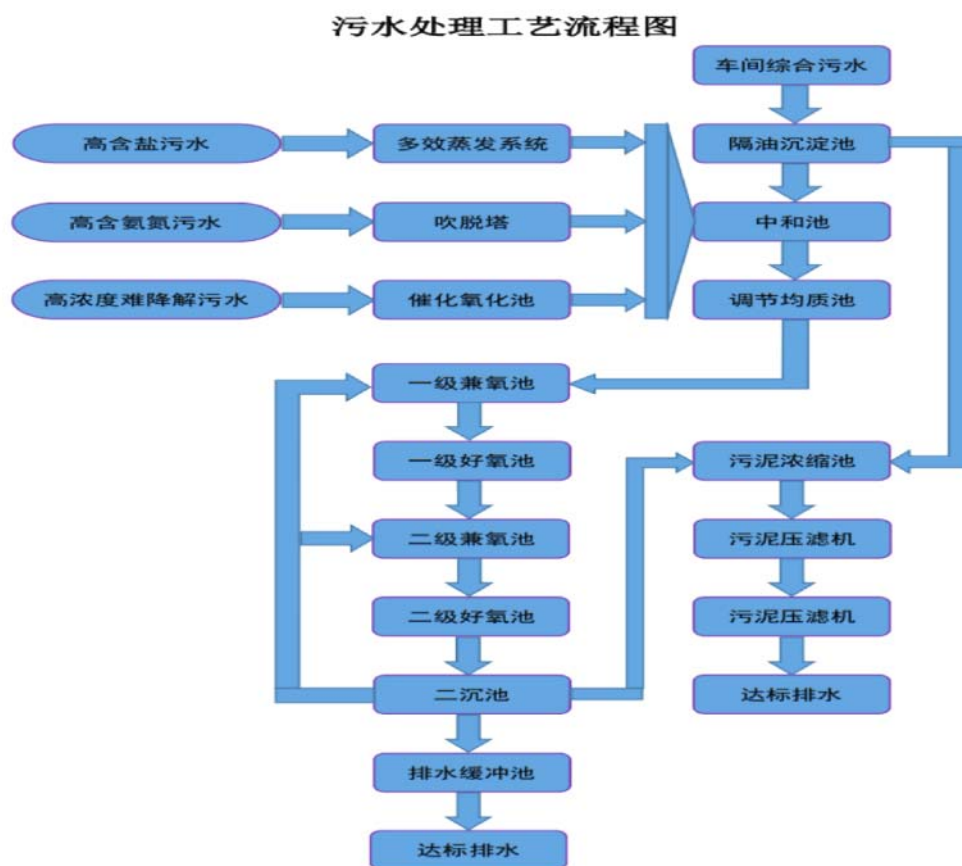 污水处理工艺流程图
车间综合污水
高含盐污水
多效蒸发系统
隔油沉淀池
高含氨氮污水
吹脱塔
中和池
高浓度难降解污水
催化氧化池
调节均质池
一级兼氧池
一级好氧池
污泥浓缩池
二级兼氧池
污泥压滤机
二级好氧池
污泥压滤机
二沉池
达标排水
排水缓冲池
达标排水